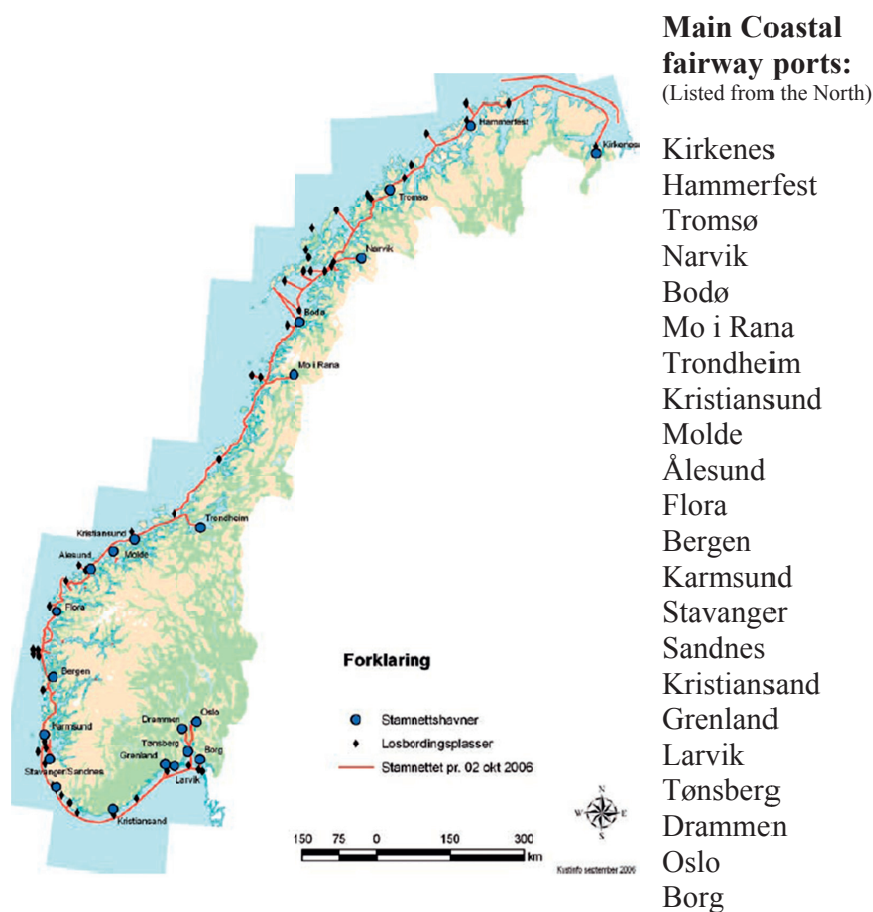 Main Coastal
fairway ports:
(Listed from the North)
Kirkenes
Hammerfest
Tromsø
Narvik
Bodø
Mo i Rana
Trondheim
Kristiansund
Molde
Ålesund
Flora
Bergen
Karmsund
Stavanger
Sandnes
Kristiansand
Grenland
Larvik
Tønsberg
Drammen
Oslo
Borg
Hammerfest
Kirkenes
Tromsø
Narvik
Bodø
Mo i Rana
Trondheim
Kristiansund
Molde
Ålesund
Flora
Bergen
Karmsund
Stavanger/Sandnes
Kristiansand
Drammen
Oslo
Tønsberg
Grenland
Borg
Larvik
Forklaring
Stamnettshavner
Losbordingsplasser
Stamnettet pr. 02 okt 2006
N
W E
S
150 75 0 150 300
km
Kystinfo september 2006